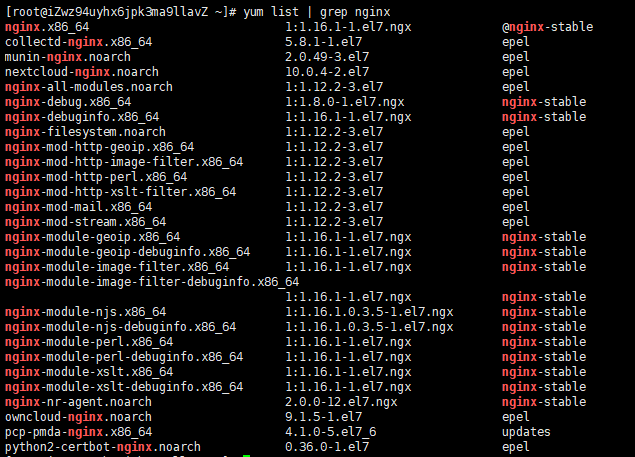 [root@iZwz94uyhx6jpk3ma9llavZ ~]# yum list | grep nginx
nginx.x86_64 1:1.16.1-1.el7.ngx @nginx-stable
collectd-nginx.x86_64 5.8.1-1.el7 epel
munin-nginx.noarch 2.0.49-3.el7 epel
nextcloud-nginx.noarch 10.0.4-2.el7 epel
nginx-all-modules.noarch 1:1.12.2-3.el7 epel
nginx-debug.x86_64 1:1.8.0-1.el7.ngx nginx-stable
nginx-debuginfo.x86_64 1:1.16.1-1.el7.ngx nginx-stable
nginx-filesystem.noarch 1:1.12.2-3.el7 epel
nginx-mod-http-geoip.x86_64 1:1.12.2-3.el7 epel
nginx-mod-http-image-filter.x86_64 1:1.12.2-3.el7 epel
nginx-mod-http-perl.x86_64 1:1.12.2-3.el7 epel
nginx-mod-http-xslt-filter.x86_64 1:1.12.2-3.el7 epel
nginx-mod-mail.x86_64 1:1.12.2-3.el7 epel
nginx-mod-stream.x86_64 1:1.12.2-3.el7 epel
nginx-module-geoip.x86_64 1:1.16.1-1.el7.ngx nginx-stable
nginx-module-geoip-debuginfo.x86_64 1:1.16.1-1.el7.ngx nginx-stable
nginx-module-image-filter.x86_64 1:1.16.1-1.el7.ngx nginx-stable
nginx-module-image-filter-debuginfo.x86_64
1:1.16.1-1.el7.ngx nginx-stable
nginx-module-njs.x86_64 1:1.16.1.0.3.5-1.el7.ngx nginx-stable
nginx-module-njs-debuginfo.x86_64 1:1.16.1.0.3.5-1.el7.ngx nginx-stable
nginx-module-perl.x86_64 1:1.16.1-1.el7.ngx nginx-stable
nginx-module-perl-debuginfo.x86_64 1:1.16.1-1.el7.ngx nginx-stable
nginx-module-xslt.x86_64 1:1.16.1-1.el7.ngx nginx-stable
nginx-module-xslt-debuginfo.x86_64 1:1.16.1-1.el7.ngx nginx-stable
nginx-nr-agent.noarch 2.0.0-12.el7.ngx nginx-stable
owncloud-nginx.noarch 9.1.5-1.el7 epel
pcp-pmda-nginx.x86_64 4.1.0-5.el7_6 updates
python2-certbot-nginx.noarch 0.36.0-1.el7 epel